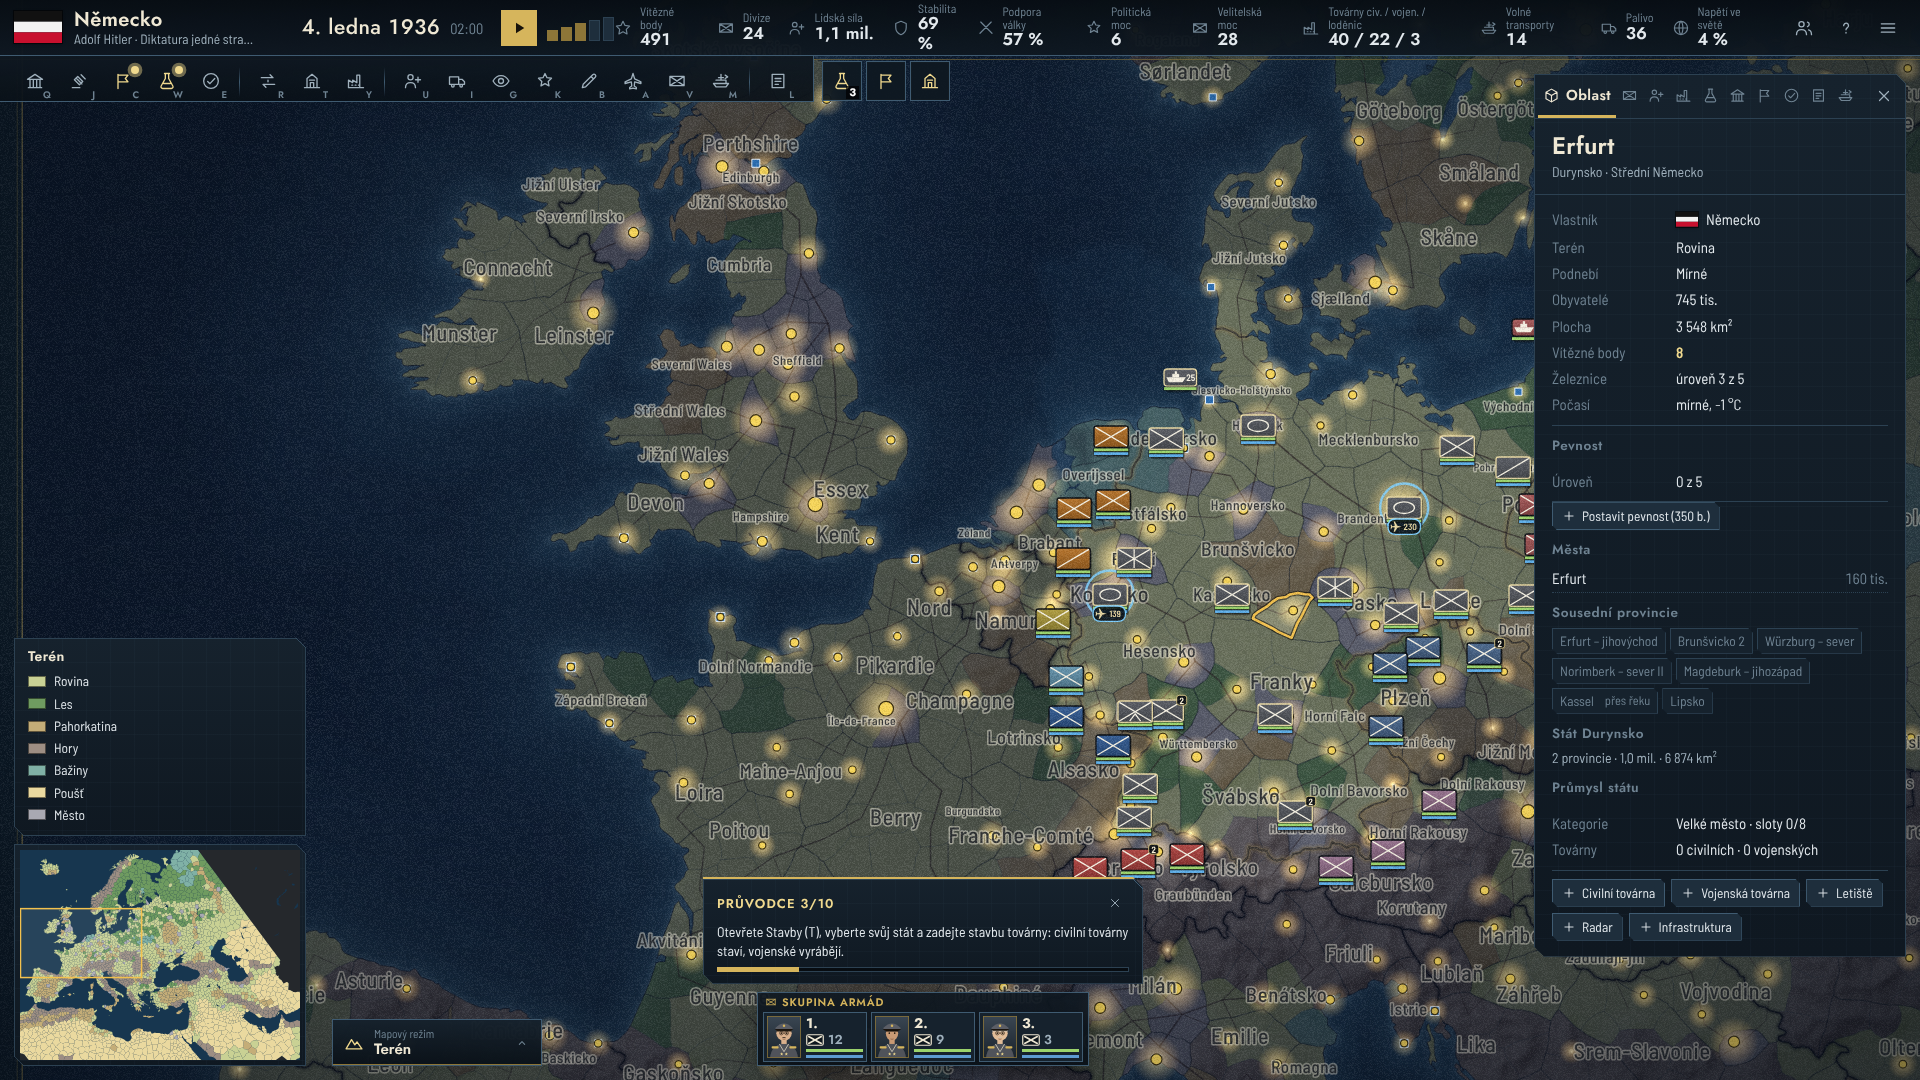 Německo
Adolf Hitler · Diktatura jedné stra...
4. ledna 1936 02:00
Vítězné body 491
Divize 24
Lidská síla 1,1 mil.
Stabilita 69 %
Podpora války 57 %
Politická moc 6
Velitelská moc 28
Továrny civ. / vojen. / loděnic 40 / 22 / 3
Volné transporty 14
Palivo 36
Napětí ve světě 4 %
Q J C W E R T Y U I G K B A V M L
3
Oblast
Erfurt
Durynsko · Střední Německo
Vlastník Německo
Terén Rovina
Podnebí Mírné
Obyvatelé 745 tis.
Plocha 3 548 km²
Vítězné body 8
Železnice úroveň 3 z 5
Počasí mírné, -1 °C
Pevnost
Úroveň 0 z 5
+ Postavit pevnost (350 b.)
Města
Erfurt 160 tis.
Sousední provincie
Erfurt – jihovýchod
Brunšvicko 2
Würzburg – sever
Norimberk – sever II
Magdeburk – jihozápad
Kassel přes řeku
Lipsko
Stát Durynsko
2 provincie · 1,0 mil. · 6 874 km²
Průmysl státu
Kategorie Velké město · sloty 0/8
Továrny 0 civilních · 0 vojenských
+ Civilní továrna
+ Vojenská továrna
+ Letiště
+ Radar
+ Infrastruktura
Sørlandet
Göteborg
Perthshire
Edinburgh
Jižní Ulster
Jižní Skotsko
Severní Irsko
Småland
Severní Jutsko
Skåne
Connacht
Cumbria
Jižní Jutsko
Sjælland
Munster
Leinster
Severní Wales
Sheffield
25
Střední Wales
Mecklenbursko
Jižní Wales
Overijssel
Essex
Devon
Hampshire
Kent
Hannoversko
Zéland
230
Brabant
Brunšvicko
Antverpy
139
Nord
Namur
Hesensko
Dolní Normandie
Pikardie
Franky
Plzeň
2
Západní Bretaň
Champagne
Île-de-France
2
Horní Falc
Lotrinsko
Württembersko
Maine-Anjou
Alsasko
Loira
Švábsko
Dolní Bavorsko
Dolní Rakousy
2
Berry
Burgundsko
Poitou
Franche-Comté
Horní Rakousy
2
Graubünden
Korutany
Friuli
Lublaň
Milán
Benátsko
Záhřeb
Vojvodina
Istrie
Asturie
Emilie
Lika
Srem-Slavonie
Romagna
Gaskoňsko
Terén
Rovina
Les
Pahorkatina
Hory
Bažiny
Poušť
Město
Mapový režim
Terén
PRŮVODCE 3/10
Otevřete Stavby (T), vyberte svůj stát a zadejte stavbu továrny: civilní továrny
staví, vojenské vyrábějí.
SKUPINA ARMÁD
1. 12
2. 9
3. 3